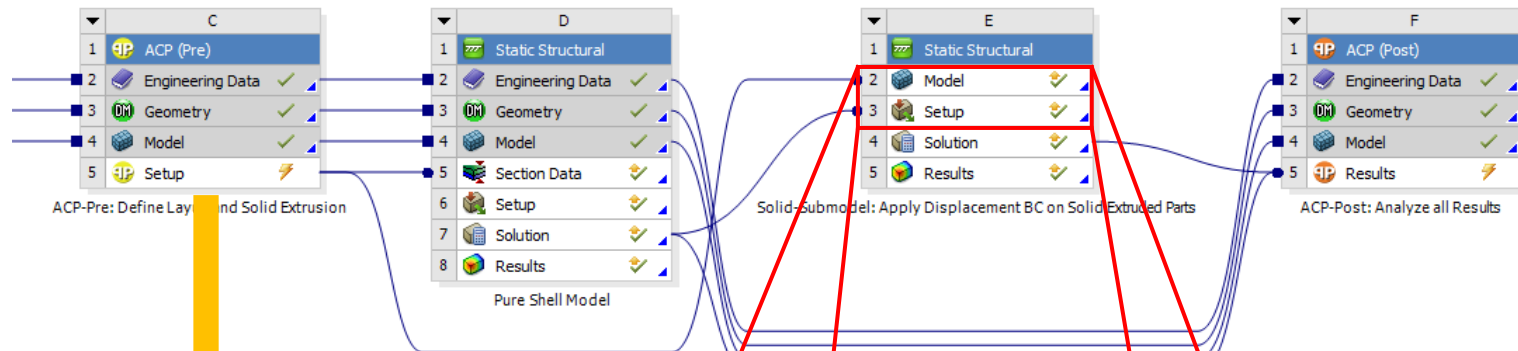 C
1 ACP (Pre)
2 Engineering Data
3 Geometry
4 Model
5 Setup
ACP-Pre: Define Lay and Solid Extrusion
D
1 Static Structural
2 Engineering Data
3 Geometry
4 Model
5 Section Data
6 Setup
7 Solution
8 Results
Pure Shell Model
E
1 Static Structural
2 Model
3 Setup
4 Solution
5 Results
Solid-Submodel: Apply Displacement BC on Solid Extruded Parts
F
1 ACP (Post)
2 Engineering Data
3 DM Geometry
4 Model
5 Results
ACP-Post: Analyze all Results